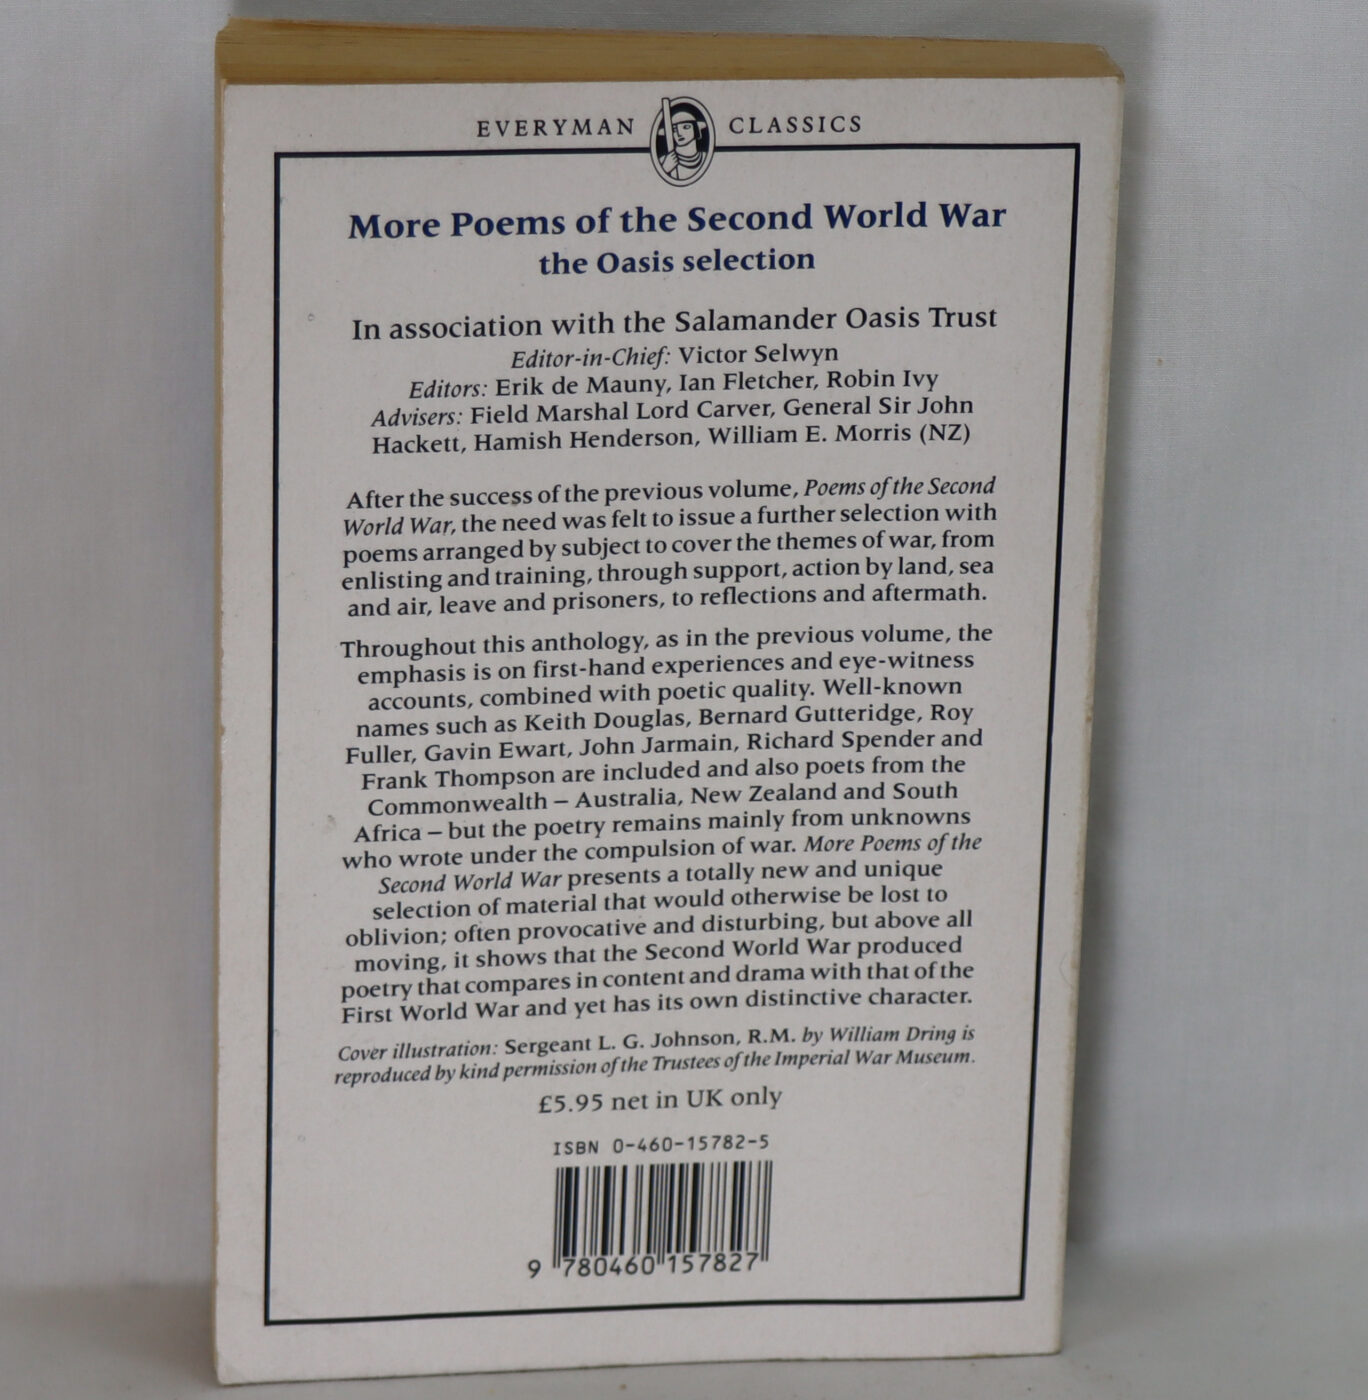 EVERYMAN CLASSICS
More Poems of the Second World War
the Oasis selection
In association with the Salamander Oasis Trust
Editor-in-Chief: Victor Selwyn
Editors: Erik de Mauny, Ian Fletcher, Robin Ivy
Advisers: Field Marshal Lord Carver, General Sir John
Hackett, Hamish Henderson, William E. Morris (NZ)
After the success of the previous volume, Poems of the Second
World War, the need was felt to issue a further selection with
poems arranged by subject to cover the themes of war, from
enlisting and training, through support, action by land, sea
and air, leave and prisoners, to reflections and aftermath.
Throughout this anthology, as in the previous volume, the
emphasis is on first-hand experiences and eye-witness
accounts, combined with poetic quality. Well-known
names such as Keith Douglas, Bernard Gutteridge, Roy
Fuller, Gavin Ewart, John Jarmain, Richard Spender and
Frank Thompson are included and also poets from the
Commonwealth – Australia, New Zealand and South
Africa – but the poetry remains mainly from unknowns
who wrote under the compulsion of war. More Poems of the
Second World War presents a totally new and unique
selection of material that would otherwise be lost to
oblivion; often provocative and disturbing, but above all
moving, it shows that the Second World War produced
poetry that compares in content and drama with that of the
First World War and yet has its own distinctive character.
Cover illustration: Sergeant L. G. Johnson, R.M. by William Dring is
reproduced by kind permission of the Trustees of the Imperial War Museum.
£5.95 net in UK only
ISBN 0-460-15782-5
9 780460 157827